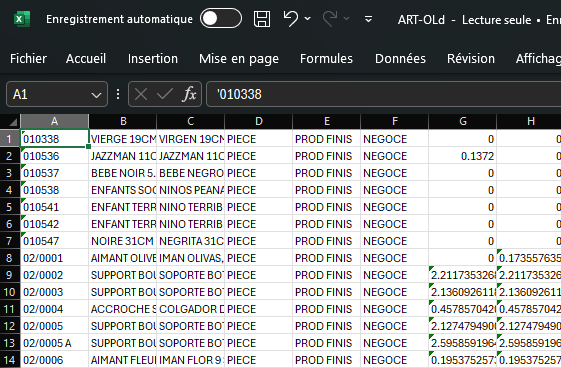 Enregistrement automatique ART-OLd - Lecture seule • En
Fichier Accueil Insertion Mise en page Formules Données Révision Affichag
A1 fx '010338
A B C D E F G H
1 010338 VIERGE 19CM VIRGEN 19CM PIECE PROD FINIS NEGOCE 0 0
2 010536 JAZZMAN 11C JAZZMAN 11C PIECE PROD FINIS NEGOCE 0.1372 0
3 010537 BEBE NOIR 5. BEBE NEGRO PIECE PROD FINIS NEGOCE 0 0
4 010538 ENFANTS SOC NINOS PEANA PIECE PROD FINIS NEGOCE 0 0
5 010541 ENFANT TERR NINO TERRIB PIECE PROD FINIS NEGOCE 0 0
6 010542 ENFANT TERR NINO TERRIB PIECE PROD FINIS NEGOCE 0 0
7 010547 NOIRE 31CM NEGRITA 31C PIECE PROD FINIS NEGOCE 0 0
8 02/0001 AIMANT OLIVE IMAN OLIVAS, PIECE PROD FINIS NEGOCE 0 0.173557635
9 02/0002 SUPPORT BOU SOPORTE BOT PIECE PROD FINIS NEGOCE 2.211735326 2.211735326
10 02/0003 SUPPORT BOU SOPORTE BOT PIECE PROD FINIS NEGOCE 2.136092611 2.136092611
11 02/0004 ACCROCHE S COLGADOR D PIECE PROD FINIS NEGOCE 0.457857042 0.457857042
12 02/0005 SUPPORT BOU SOPORTE BOT PIECE PROD FINIS NEGOCE 2.127479490 2.127479490
13 02/0005 A SUPPORT BOU SOPORTE BOT PIECE PROD FINIS NEGOCE 2.595859196 2.595859196
14 02/0006 AIMANT FLEU IMAN FLOR 9 PIECE PROD FINIS NEGOCE 0.195375257 0.195375257